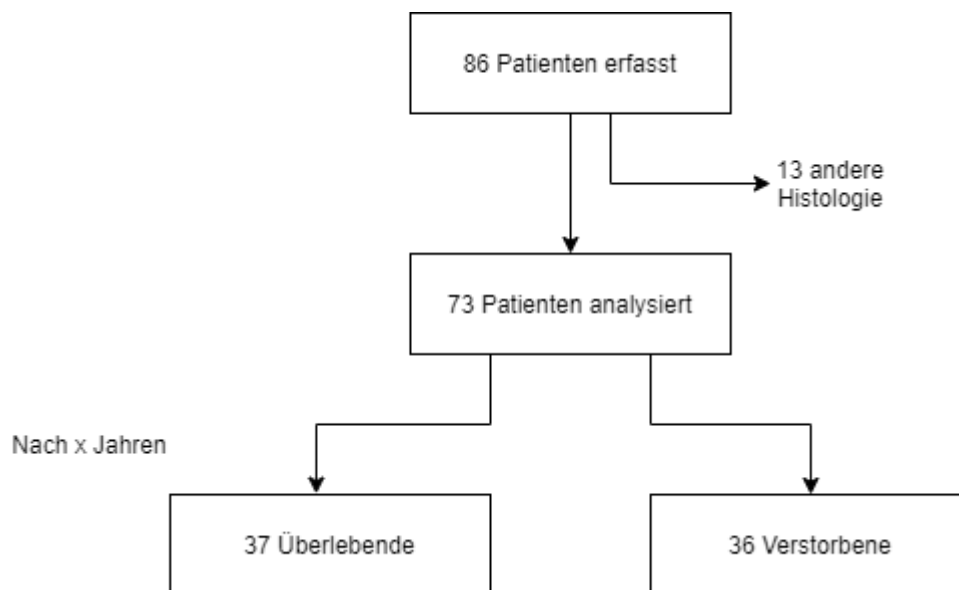 86 Patienten erfasst
13 andere
Histologie
73 Patienten analysiert
Nach x Jahren
37 Überlebende
36 Verstorbene